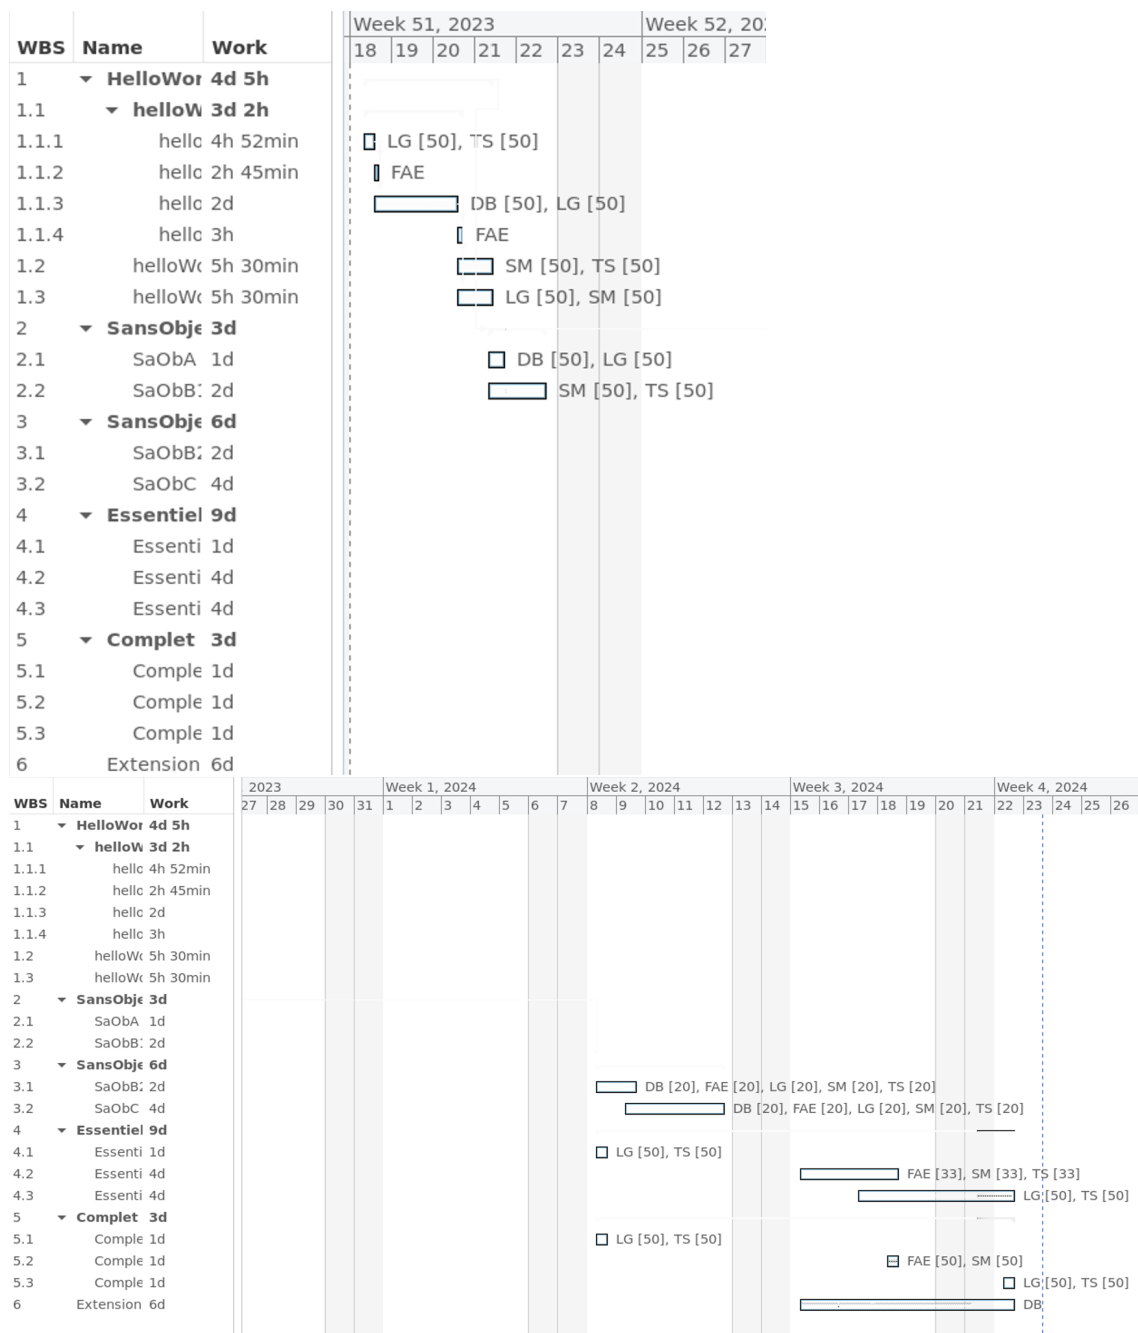 Week 51, 2023 Week 52, 20
WBS Name Work 18 19 20 21 22 23 24 25 26 27
1 HelloWor 4d 5h
1.1 helloW 3d 2h
1.1.1 hello 4h 52min LG [50], TS [50]
1.1.2 hello 2h 45min FAE
1.1.3 hello 2d DB [50], LG [50]
1.1.4 hello 3h FAE
1.2 helloWo 5h 30min SM [50], TS [50]
1.3 helloWo 5h 30min LG [50], SM [50]
2 SansObje 3d
2.1 SaObA 1d DB [50], LG [50]
2.2 SaObB1 2d SM [50], TS [50]
3 SansObje 6d
3.1 SaObB2 2d
3.2 SaObC 4d
4 Essentiel 9d
4.1 Essenti 1d
4.2 Essenti 4d
4.3 Essenti 4d
5 Complet 3d
5.1 Comple 1d
5.2 Comple 1d
5.3 Comple 1d
6 Extension 6d
2023 Week 1, 2024 Week 2, 2024 Week 3, 2024 Week 4, 2024
WBS Name Work 27 28 29 30 31 1 2 3 4 5 6 7 8 9 10 11 12 13 14 15 16 17 18 19 20 21 22 23 24 25 26
1 HelloWor 4d 5h
1.1 helloW 3d 2h
1.1.1 hello 4h 52min
1.1.2 hello 2h 45min
1.1.3 hello 2d
1.1.4 hello 3h
1.2 helloWo 5h 30min
1.3 helloWo 5h 30min
2 SansObje 3d
2.1 SaObA 1d
2.2 SaObB1 2d
3 SansObje 6d
3.1 SaObB2 2d DB [20], FAE [20], LG [20], SM [20], TS [20]
3.2 SaObC 4d DB [20], FAE [20], LG [20], SM [20], TS [20]
4 Essentiel 9d
4.1 Essenti 1d LG [50], TS [50]
4.2 Essenti 4d FAE [33], SM [33], TS [33]
4.3 Essenti 4d LG [50], TS [50]
5 Complet 3d
5.1 Comple 1d LG [50], TS [50]
5.2 Comple 1d FAE [50], SM [50]
5.3 Comple 1d LG [50], TS [50]
6 Extension 6d DB